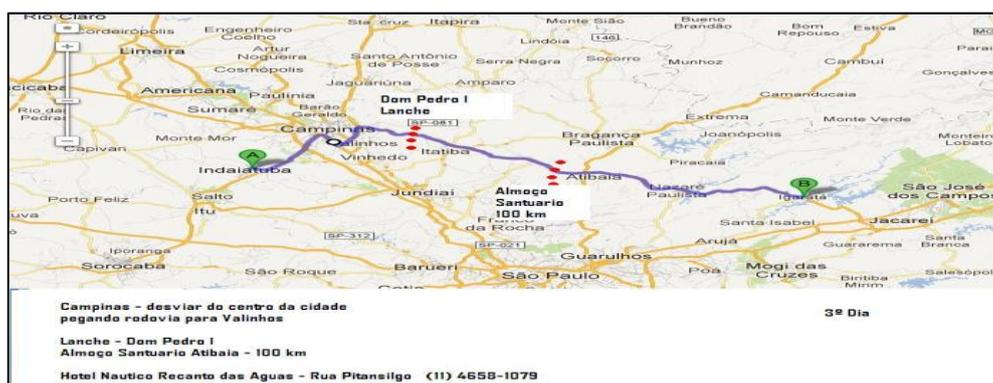 Rio Claro
Cordeirópolis
Engenheiro
Coelho
Sta. cruz
Itapira
Monte Sião
Bueno
Brandão
Bom
Repouso
Estiva
Limeira
Artur
Nogueira
Santo Antônio
de Posse
Lindóia
146
Cosmópolis
Serra Negra
Socorro
Munhoz
Cambuí
Gonçalves
Americana
Paulínia
Jaguariúna
Amparo
Camanducaia
Sumaré
Barão
Geraldo
Dom Pedro I
Lanche
SP-081
Extrema
Monte Verde
Monte Mor
Campinas
Bragança
Paulista
Joanópolis
Monteiro
Lobato
Capivari
Valinhos
Itatiba
Piracaia
A
Vinhedo
Atibaia
B
Indaiatuba
Nazaré
Paulista
Igaratá
São José
dos Campos
Porto Feliz
Salto
Jundiaí
Almoço
Santuario
100 km
Itu
Santa Isabel
Jacareí
Franco
da Rocha
SP-312
SP-021
Arujá
Guararema
Santa
Branca
Iperanga
Guarulhos
Sorocaba
São Roque
Barueri
Poá
Mogi das
Cruzes
Biritiba
Mirim
Salesópolis
São Paulo
Cotia
Campinas - desviar do centro da cidade
pegando rodovia para Valinhos
3º Dia
Lanche - Dom Pedro I
Almoço Santuario Atibaia - 100 km
Hotel Nautico Recanto das Aguas - Rua Pitansilgo (11) 4658-1079